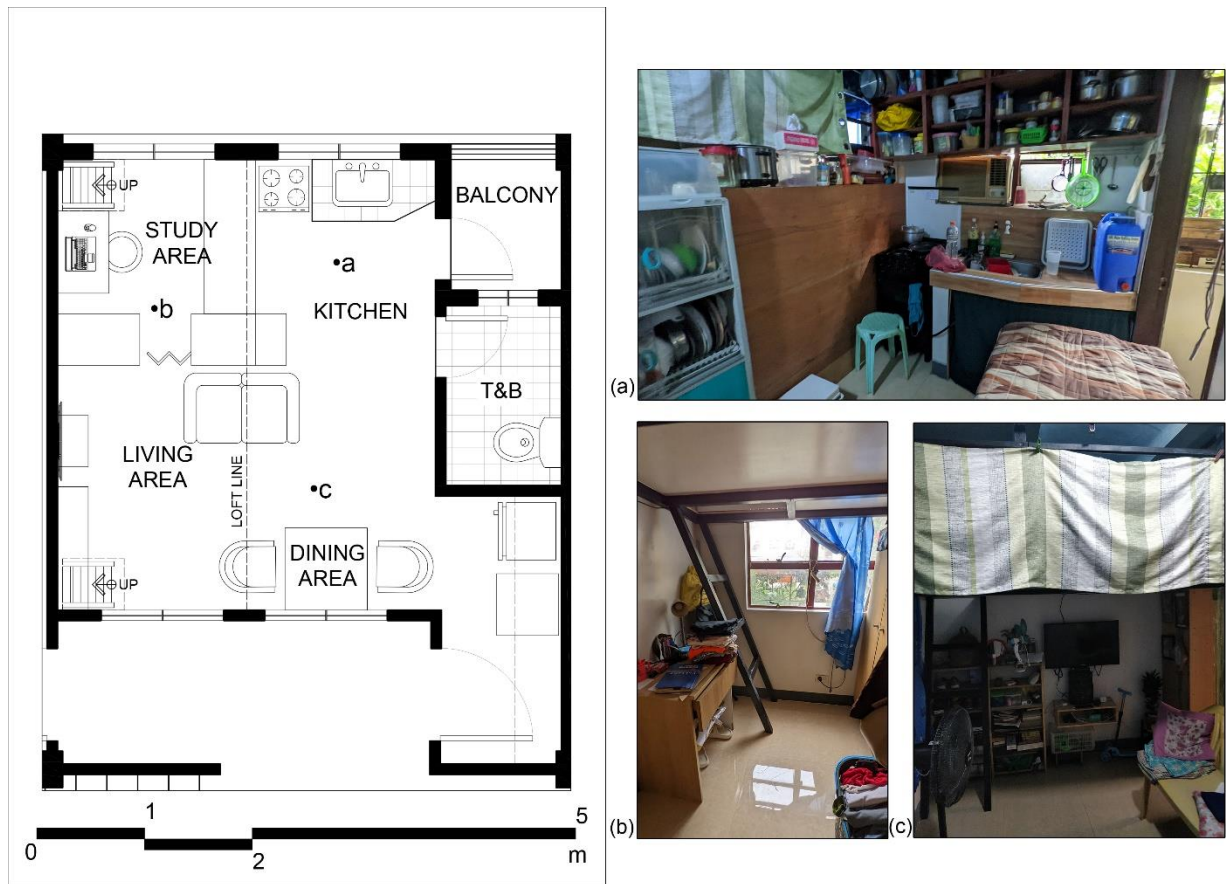 UP
STUDY
AREA
BALCONY
a
b
KITCHEN
T&B
LIVING
AREA
LOFT LINE
c
DINING
AREA
UP
1
5
0
2
m
(a)
(b)
(c)